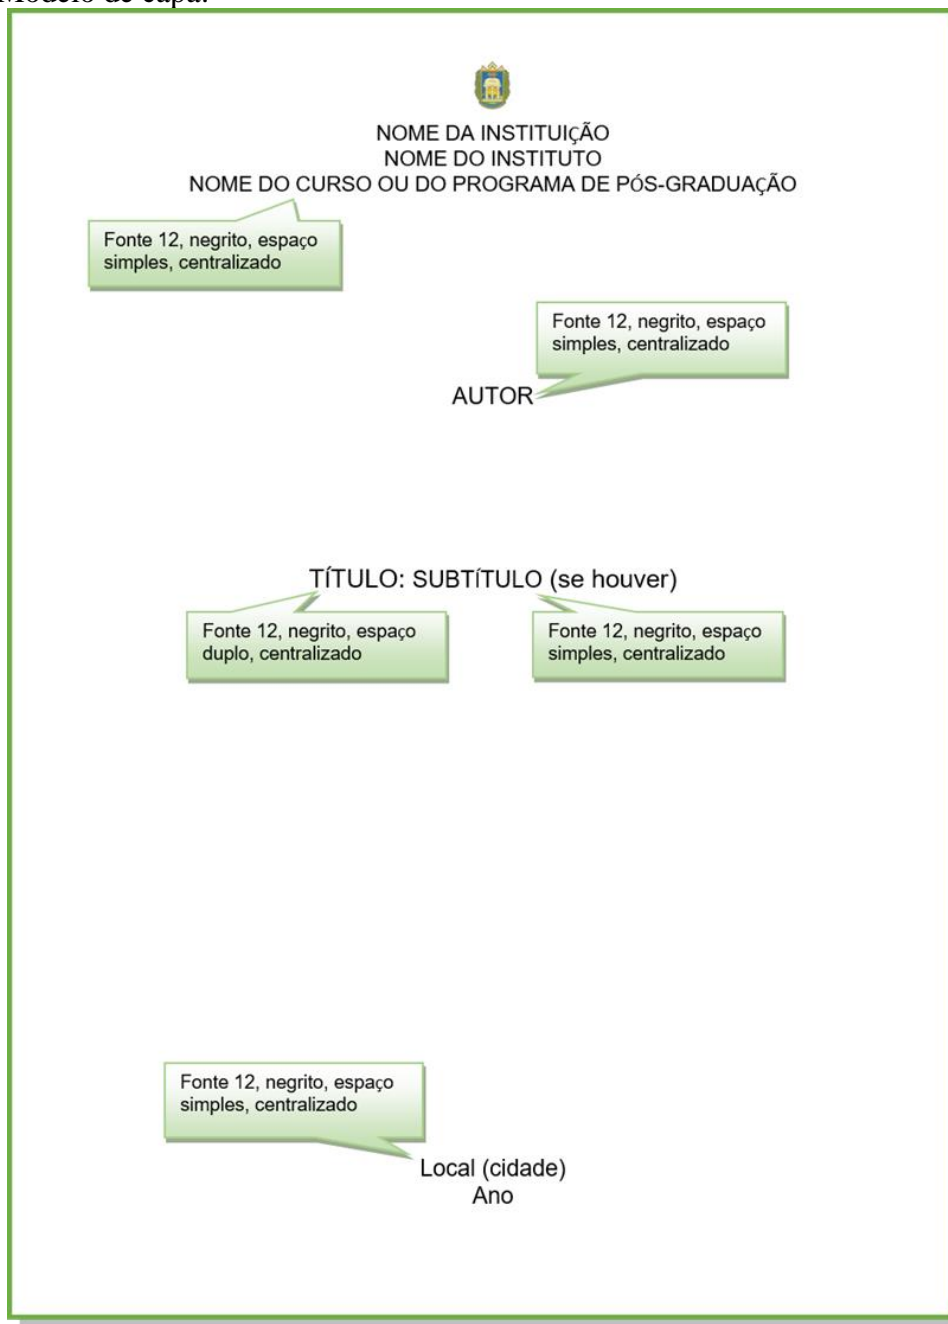 Modelo de capa:
NOME DA INSTITUIÇÃO
NOME DO INSTITUTO
NOME DO CURSO OU DO PROGRAMA DE PÓS-GRADUAÇÃO
Fonte 12, negrito, espaço
simples, centralizado
Fonte 12, negrito, espaço
simples, centralizado
AUTOR
TÍTULO: SUBTÍTULO (se houver)
Fonte 12, negrito, espaço
duplo, centralizado
Fonte 12, negrito, espaço
simples, centralizado
Fonte 12, negrito, espaço
simples, centralizado
Local (cidade)
Ano